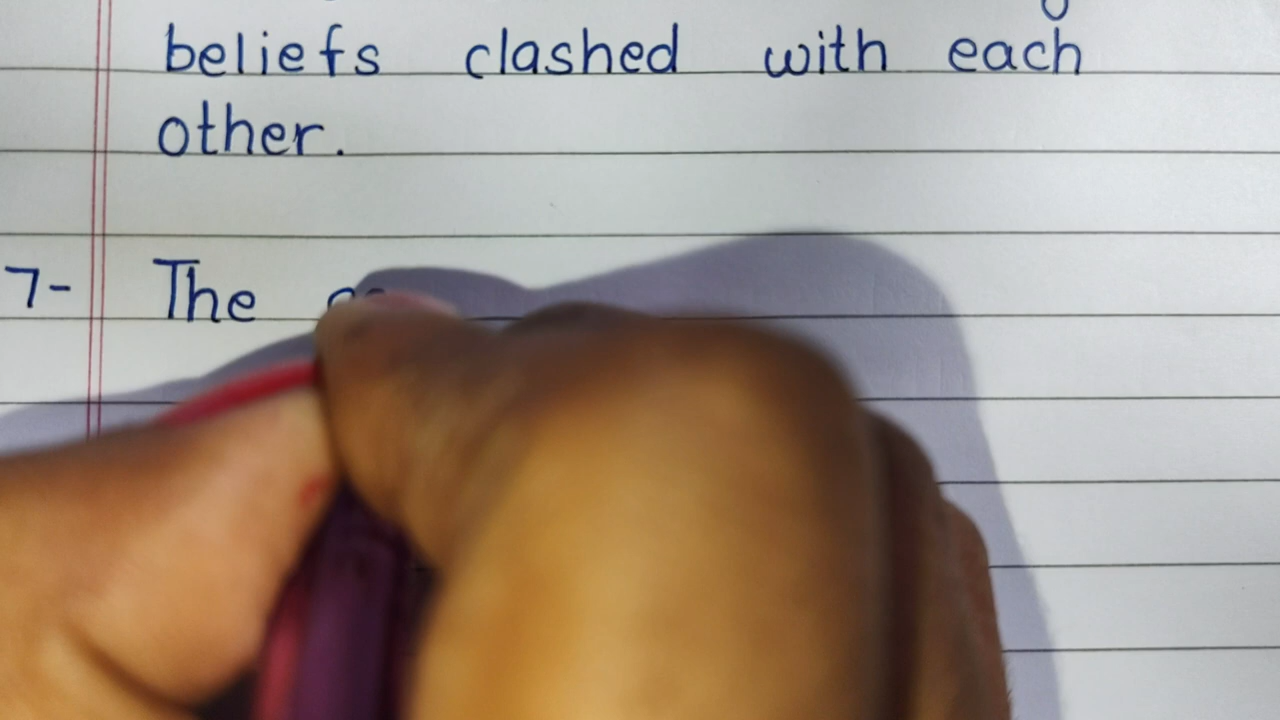 beliefs clashed with each
other.
7- The